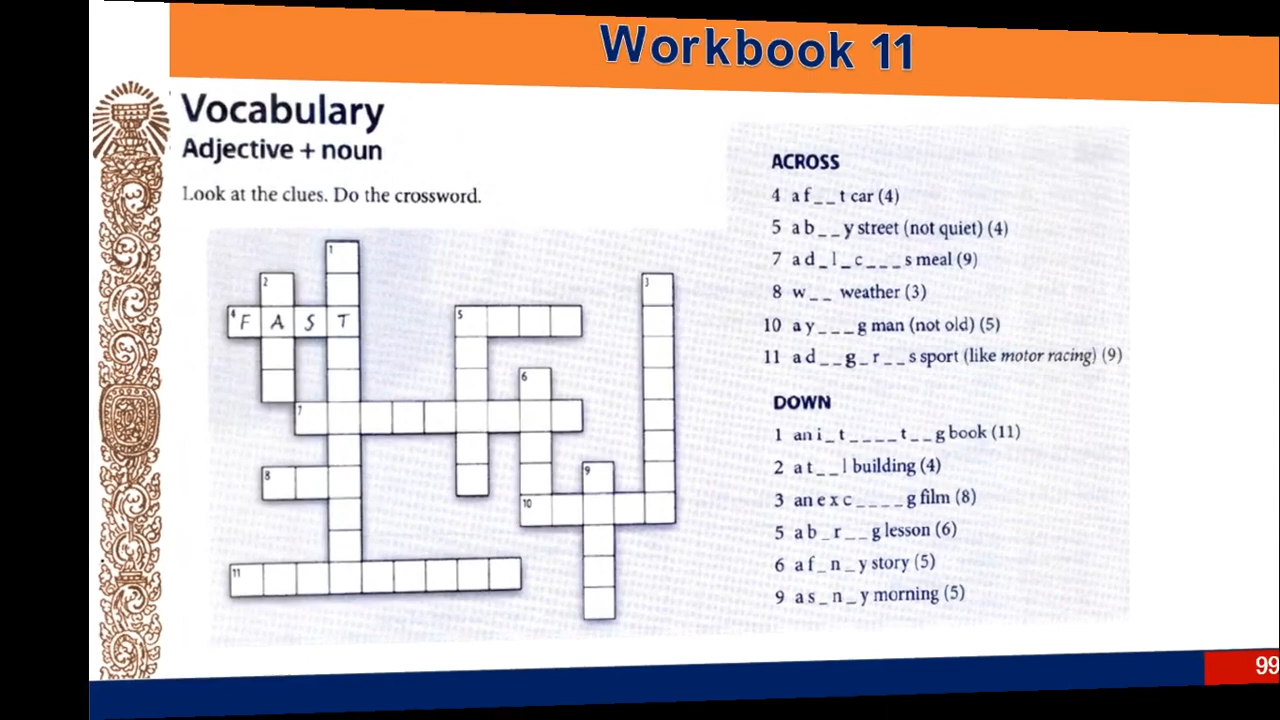 Workbook 11
Vocabulary
Adjective + noun
Look at the clues. Do the crossword.
1
2
3
4 F A S T
5
6
7
8
9
10
11
ACROSS
4 a f _ _ t car (4)
5 a b _ _ y street (not quiet) (4)
7 a d _ l _ c _ _ _ s meal (9)
8 w _ _ weather (3)
10 a y _ _ _ g man (not old) (5)
11 a d _ _ g _ r _ _ s sport (like motor racing) (9)
DOWN
1 an i _ t _ _ _ _ t _ _ g book (11)
2 a t _ _ l building (4)
3 an e x c _ _ _ _ g film (8)
5 a b _ r _ _ g lesson (6)
6 a f _ n _ y story (5)
9 a s _ n _ y morning (5)
99